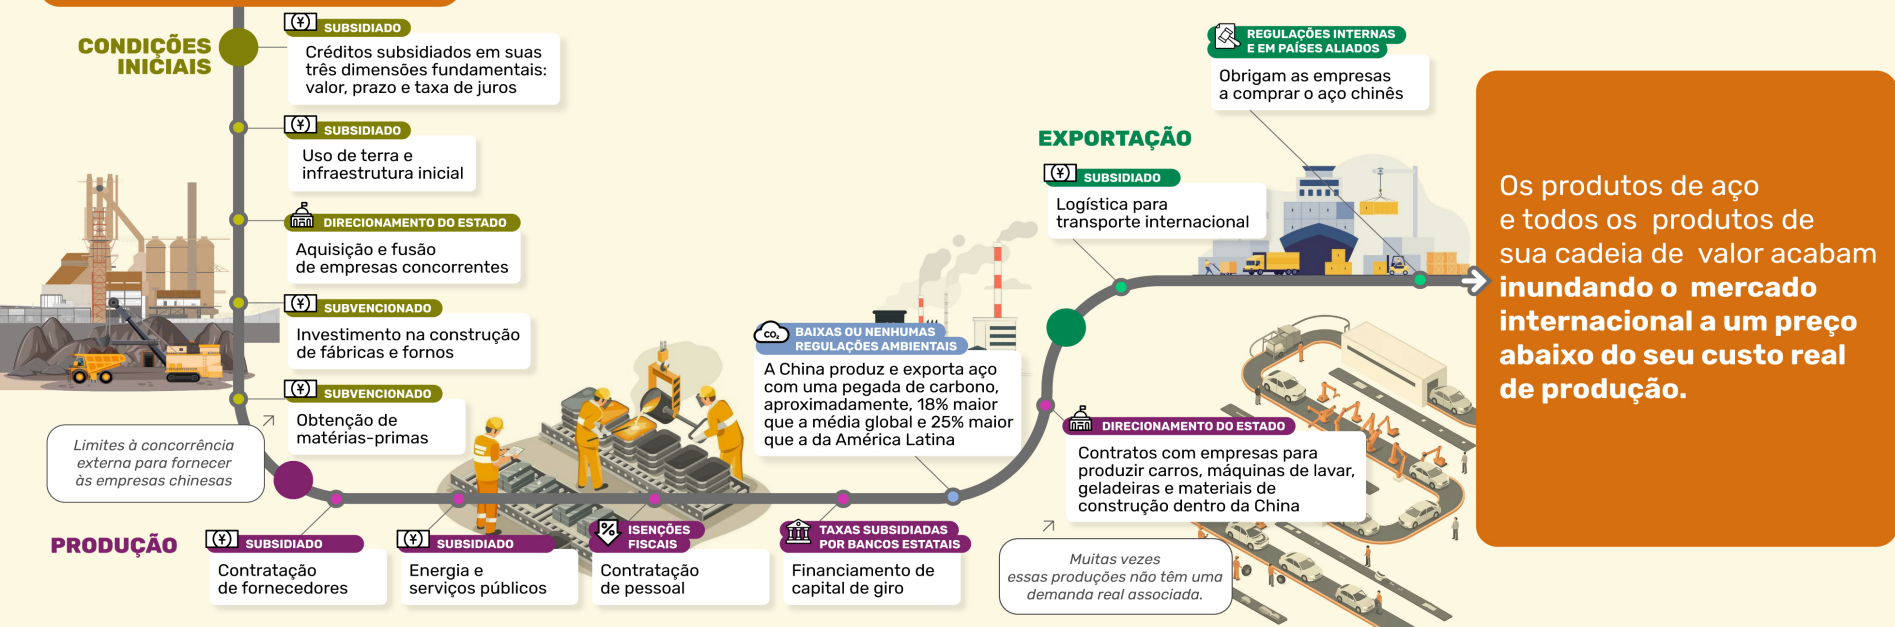 CONDIÇÕES
INICIAIS
SUBSIDIADO
Créditos subsidiados em suas
três dimensões fundamentais:
valor, prazo e taxa de juros
SUBSIDIADO
Uso de terra e
infraestrutura inicial
DIRECIONAMENTO DO ESTADO
Aquisição e fusão
de empresas concorrentes
SUBVENCIONADO
Investimento na construção
de fábricas e fornos
SUBVENCIONADO
Obtenção de
matérias-primas
Limites à concorrência
externa para fornecer
às empresas chinesas
PRODUÇÃO
SUBSIDIADO
Contratação
de fornecedores
SUBSIDIADO
Energia e
serviços públicos
%
ISENÇÕES
FISCAIS
Contratação
de pessoal
TAXAS SUBSIDIADAS
POR BANCOS ESTATAIS
Financiamento de
capital de giro
CO₂
BAIXAS OU NENHUMAS
REGULAÇÕES AMBIENTAIS
A China produz e exporta aço
com uma pegada de carbono,
aproximadamente, 18% maior
que a média global e 25% maior
que a da América Latina
DIRECIONAMENTO DO ESTADO
Contratos com empresas para
produzir carros, máquinas de lavar,
geladeiras e materiais de
construção dentro da China
Muitas vezes
essas produções não têm uma
demanda real associada.
EXPORTAÇÃO
SUBSIDIADO
Logística para
transporte internacional
REGULAÇÕES INTERNAS
E EM PAÍSES ALIADOS
Obrigam as empresas
a comprar o aço chinês
Os produtos de aço
e todos os produtos de
sua cadeia de valor acabam
inundando o mercado
internacional a um preço
abaixo do seu custo real
de produção.